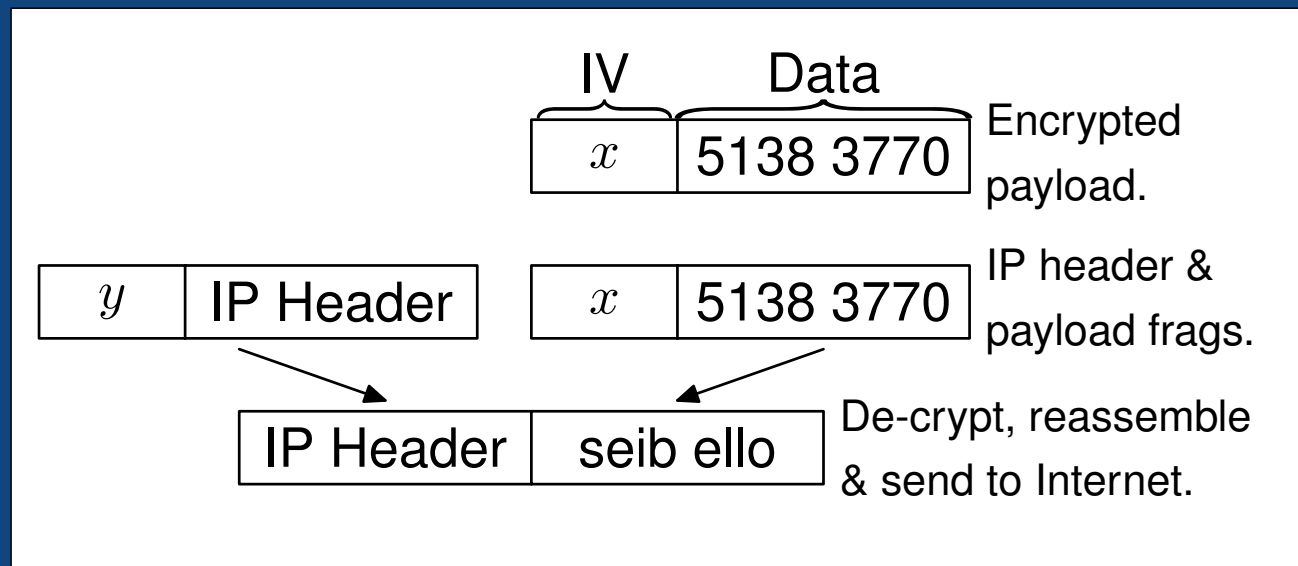 IV Data
x 5138 3770 Encrypted
payload.
y IP Header x 5138 3770 IP header &
payload frags.
IP Header seib ello De-crypt, reassemble
& send to Internet.